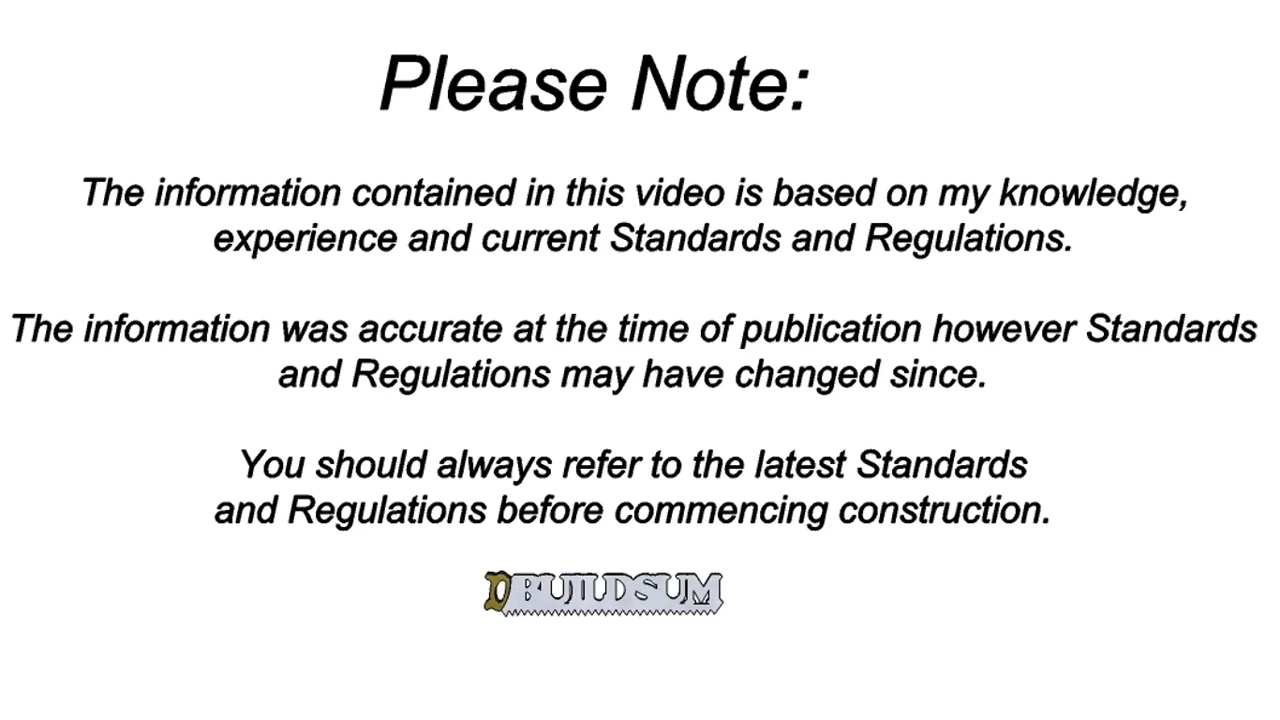 Please Note:
The information contained in this video is based on my knowledge,
experience and current Standards and Regulations.
The information was accurate at the time of publication however Standards
and Regulations may have changed since.
You should always refer to the latest Standards
and Regulations before commencing construction.
BUILDSUM